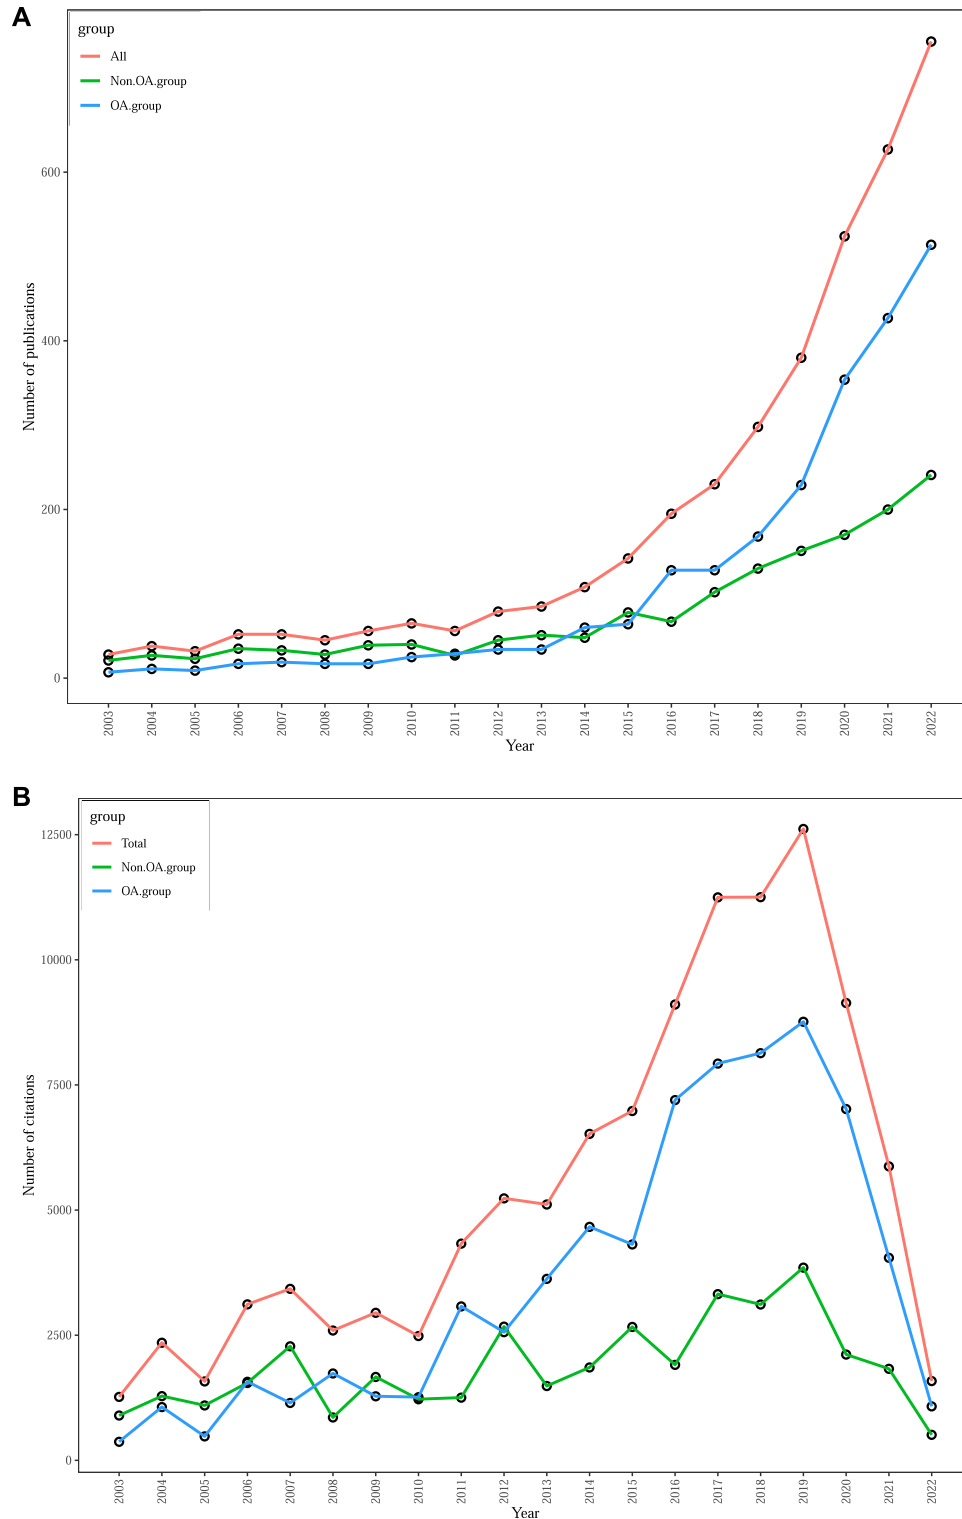 A
group
All
Non.OA.group
OA.group
600
400
200
0
Number of publications
2003 2004 2005 2006 2007 2008 2009 2010 2011 2012 2013 2014 2015 2016 2017 2018 2019 2020 2021 2022
Year
B
group
Total
Non.OA.group
OA.group
12500
10000
7500
5000
2500
0
Number of citations
2003 2004 2005 2006 2007 2008 2009 2010 2011 2012 2013 2014 2015 2016 2017 2018 2019 2020 2021 2022
Year